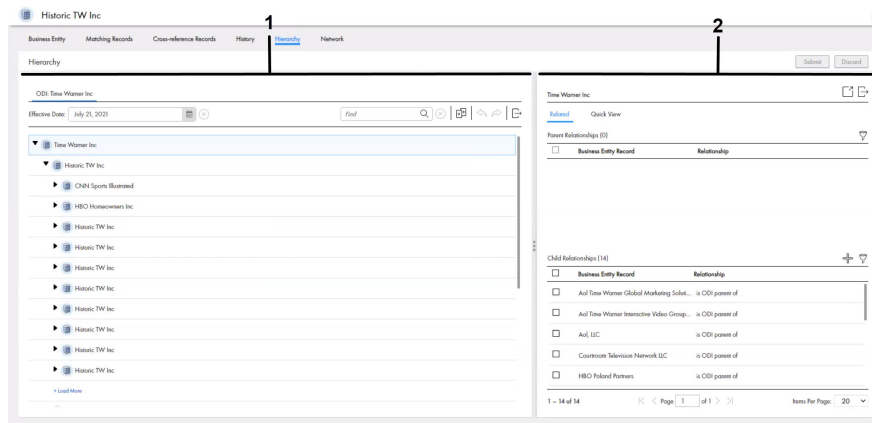 Historic TW Inc
1
2
Business Entity Matching Records Cross-reference Records History Hierarchy Network
Hierarchy
Submit Discard
ODI: Time Warner Inc
Effective Date: July 21, 2021
Find
Time Warner Inc
Historic TW Inc
CNN Sports Illustrated
HBO Homeowners Inc
Historic TW Inc
Historic TW Inc
Historic TW Inc
Historic TW Inc
Historic TW Inc
Historic TW Inc
Historic TW Inc
Historic TW Inc
+ Load More
Time Warner Inc
Related Quick View
Parent Relationships (0)
Business Entity Record Relationship
Child Relationships (14)
Business Entity Record Relationship
Aol Time Warner Global Marketing Soluti... is ODI parent of
Aol Time Warner Interactive Video Group... is ODI parent of
Aol, LLC is ODI parent of
Courtroom Television Network LLC is ODI parent of
HBO Poland Partners is ODI parent of
1 – 14 of 14 Page 1 of 1 Items Per Page: 20